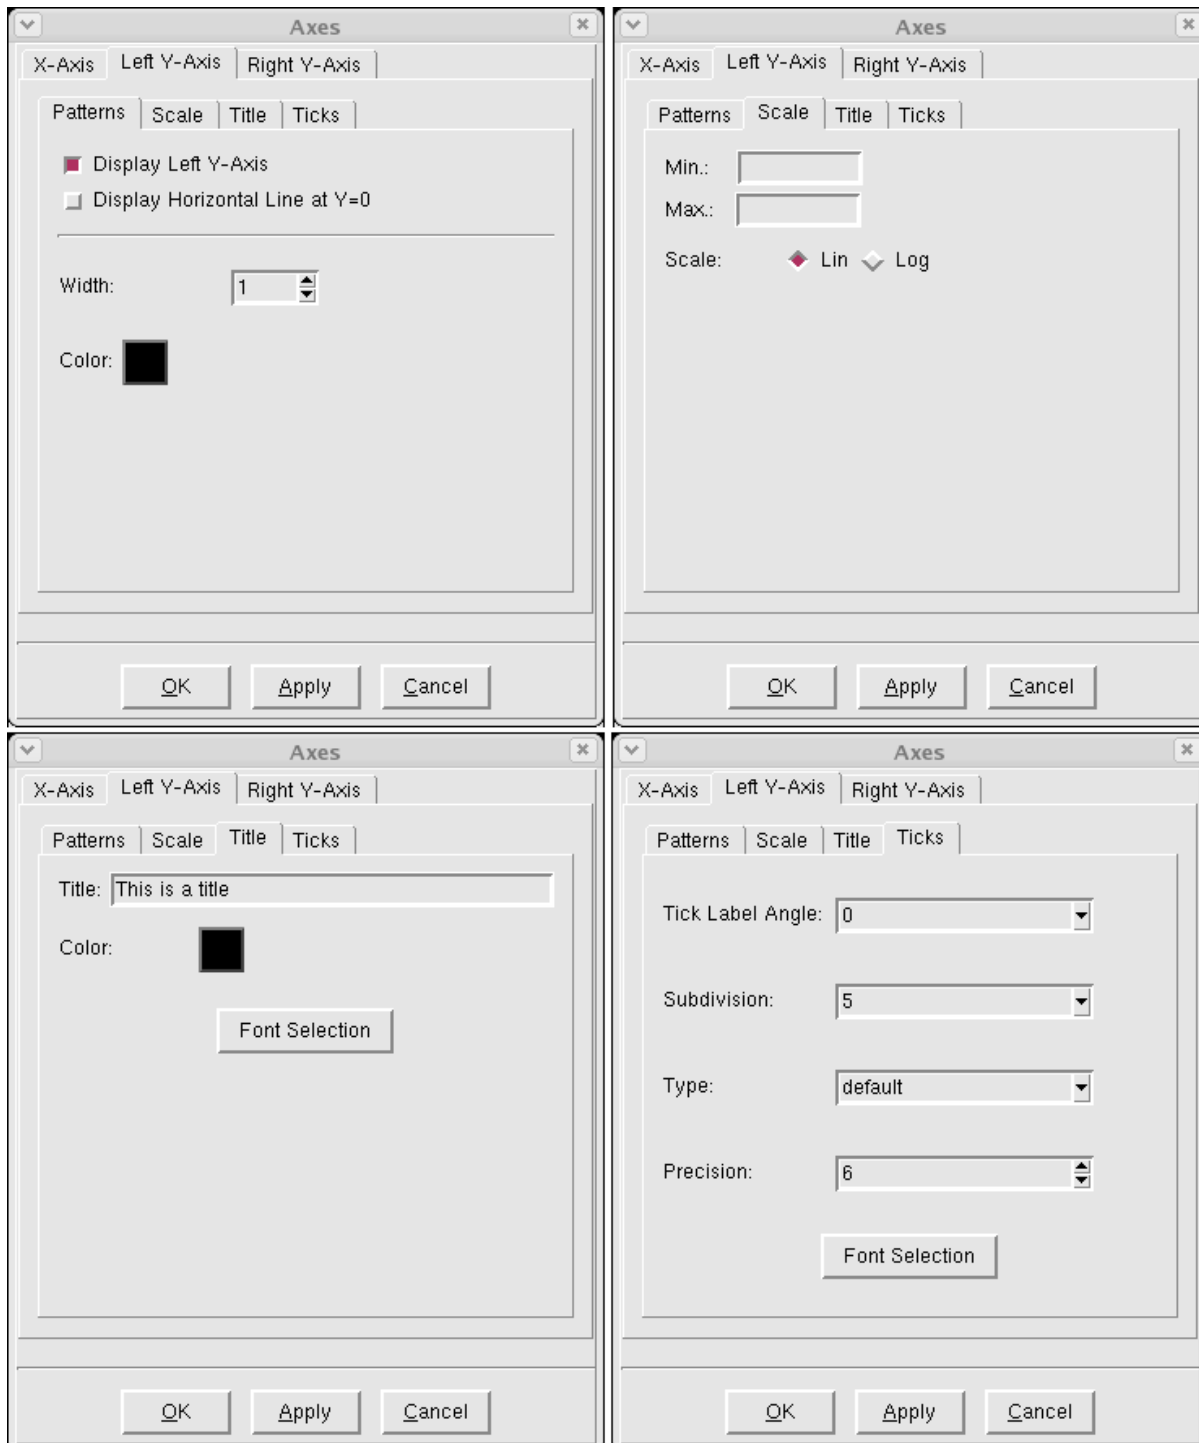 Axes
X-Axis Left Y-Axis Right Y-Axis
Patterns Scale Title Ticks
Display Left Y-Axis
Display Horizontal Line at Y=0
Width: 1
Color:
OK Apply Cancel
Axes
X-Axis Left Y-Axis Right Y-Axis
Patterns Scale Title Ticks
Min.:
Max.:
Scale: Lin Log
OK Apply Cancel
Axes
X-Axis Left Y-Axis Right Y-Axis
Patterns Scale Title Ticks
Title: This is a title
Color:
Font Selection
OK Apply Cancel
Axes
X-Axis Left Y-Axis Right Y-Axis
Patterns Scale Title Ticks
Tick Label Angle: 0
Subdivision: 5
Type: default
Precision: 6
Font Selection
OK Apply Cancel